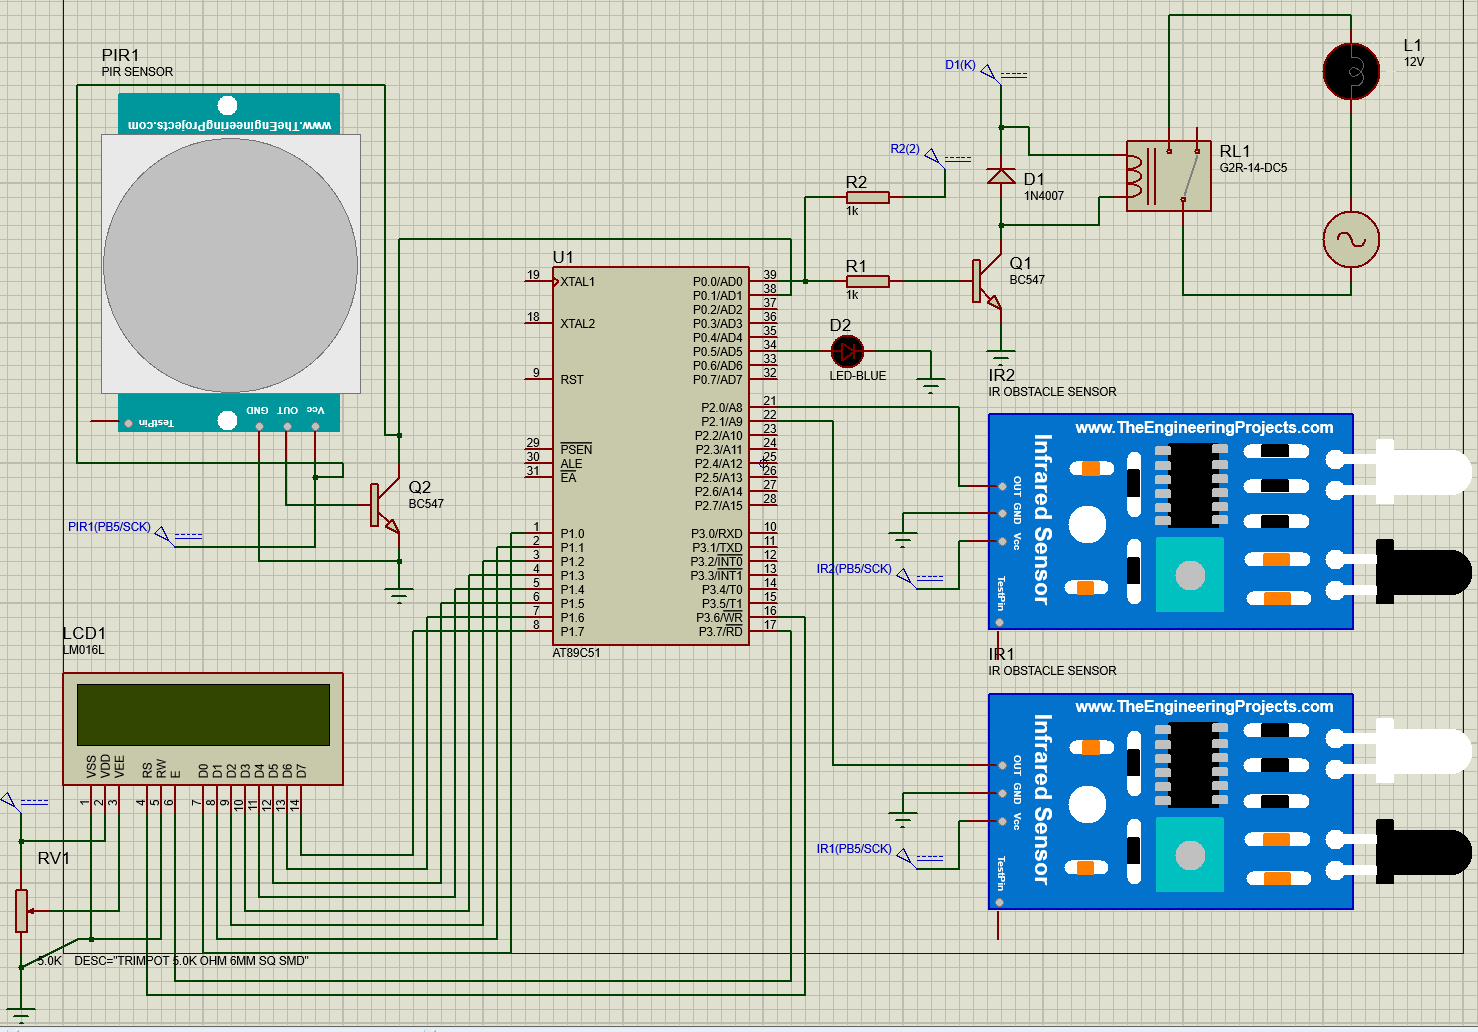 PIR1
PIR SENSOR
www.TheEngineeringProjects.com
TestPin
GND
OUT
Vcc
PIR1(PB5/SCK)
Q2
BC547
D1(K)
R2(2)
R2
1k
R1
1k
D1
1N4007
Q1
BC547
RL1
G2R-14-DC5
L1
12V
D2
LED-BLUE
U1
19 XTAL1
18 XTAL2
9 RST
29 PSEN
30 ALE
31 EA
1 P1.0
2 P1.1
3 P1.2
4 P1.3
5 P1.4
6 P1.5
7 P1.6
8 P1.7
P0.0/AD0 39
P0.1/AD1 38
P0.2/AD2 37
P0.3/AD3 36
P0.4/AD4 35
P0.5/AD5 34
P0.6/AD6 33
P0.7/AD7 32
P2.0/A8 21
P2.1/A9 22
P2.2/A10 23
P2.3/A11 24
P2.4/A12 25
P2.5/A13 26
P2.6/A14 27
P2.7/A15 28
P3.0/RXD 10
P3.1/TXD 11
P3.2/INT0 12
P3.3/INT1 13
P3.4/T0 14
P3.5/T1 15
P3.6/WR 16
P3.7/RD 17
AT89C51
IR2
IR OBSTACLE SENSOR
www.TheEngineeringProjects.com
Infrared Sensor
OUT
GND
Vcc
TestPin
IR2(PB5/SCK)
IR1
IR OBSTACLE SENSOR
www.TheEngineeringProjects.com
Infrared Sensor
OUT
GND
Vcc
TestPin
IR1(PB5/SCK)
LCD1
LM016L
VSS VDD VEE RS RW E D0 D1 D2 D3 D4 D5 D6 D7
1 2 3 4 5 6 7 8 9 10 11 12 13 14
RV1
5.0K DESC="TRIMPOT 5.0K OHM 6MM SQ SMD"